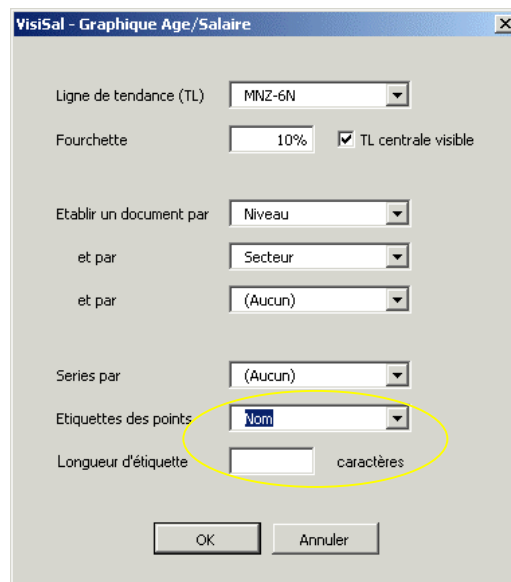 VisiSal - Graphique Age/Salaire
Ligne de tendance (TL) MNZ-6N
Fourchette 10% TL centrale visible
Etablir un document par Niveau
et par Secteur
et par (Aucun)
Series par (Aucun)
Etiquettes des points Nom
Longueur d'étiquette caractères
OK Annuler